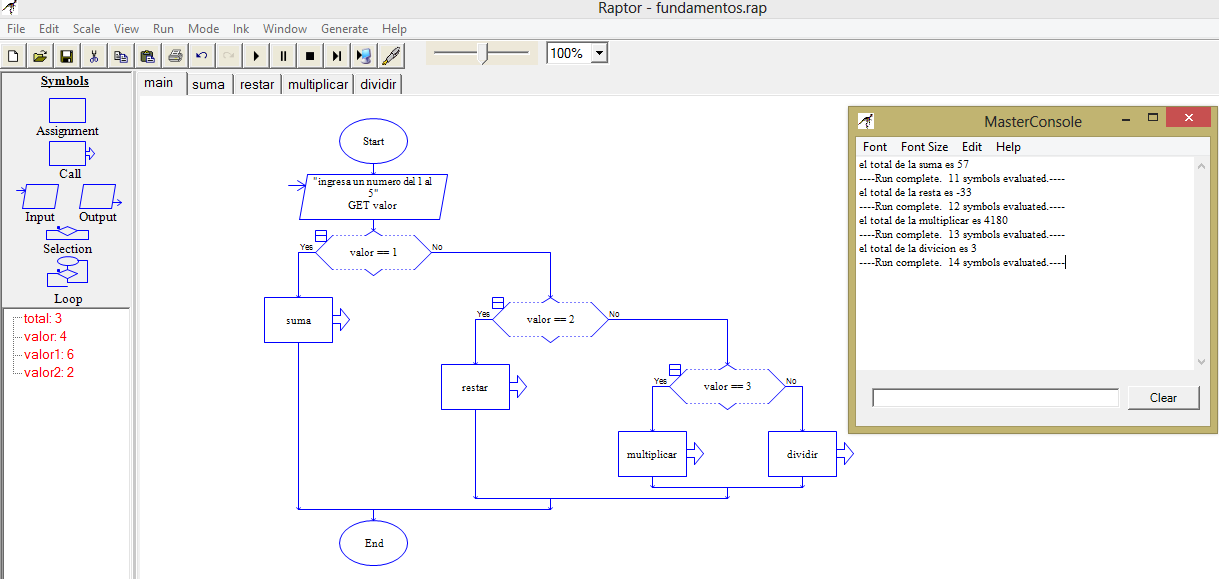 Raptor - fundamentos.rap
File Edit Scale View Run Mode Ink Window Generate Help
100%
Symbols
Assignment
Call
Input Output
Selection
Loop
total: 3
valor: 4
valor1: 6
valor2: 2
main suma restar multiplicar dividir
Start
"ingresa un numero del 1 al
5"
GET valor
Yes valor == 1 No
suma
Yes valor == 2 No
restar
Yes valor == 3 No
multiplicar
dividir
End
MasterConsole
Font Font Size Edit Help
el total de la suma es 57
----Run complete. 11 symbols evaluated.----
el total de la resta es -33
----Run complete. 12 symbols evaluated.----
el total de la multiplicar es 4180
----Run complete. 13 symbols evaluated.----
el total de la divicion es 3
----Run complete. 14 symbols evaluated.----
Clear